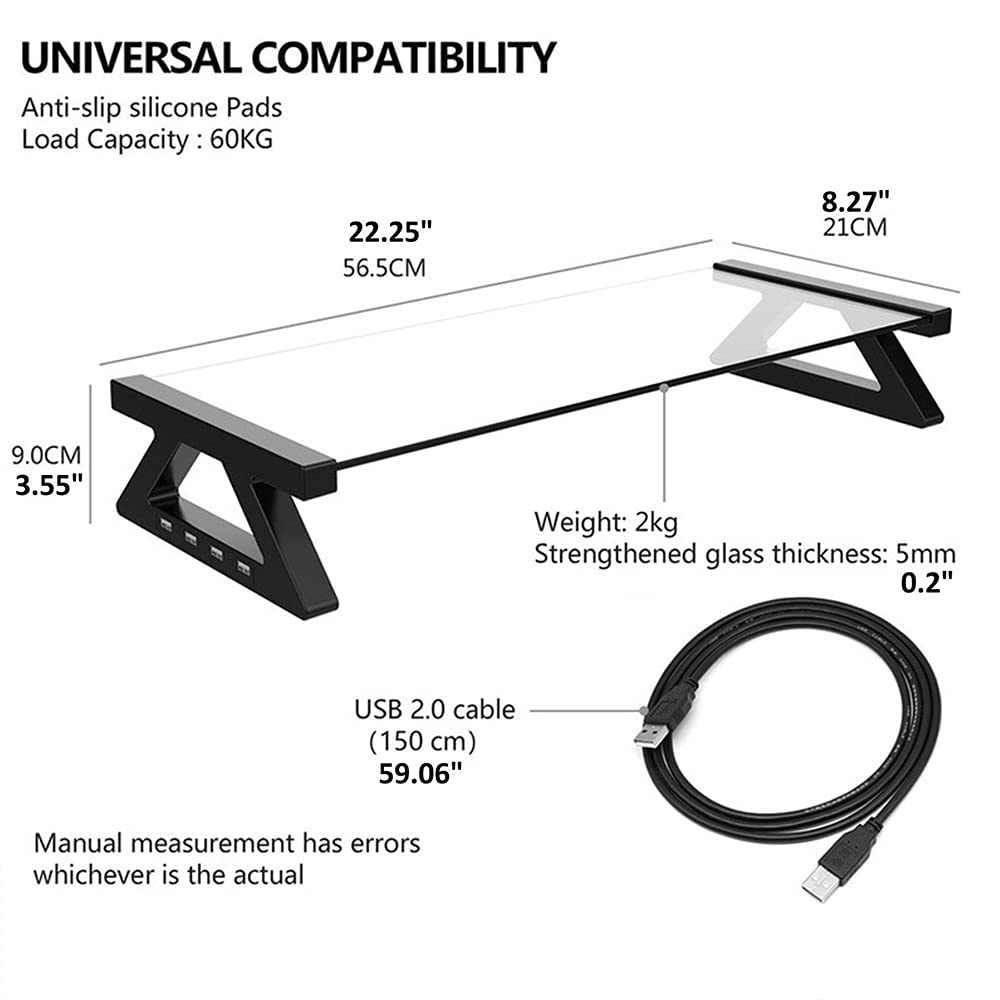 UNIVERSAL COMPATIBILITY
Anti-slip silicone Pads
Load Capacity : 60KG
22.25"
56.5CM
8.27"
21CM
9.0CM
3.55"
Weight: 2kg
Strengthened glass thickness: 5mm
0.2"
USB 2.0 cable
(150 cm)
59.06"
Manual measurement has errors
whichever is the actual